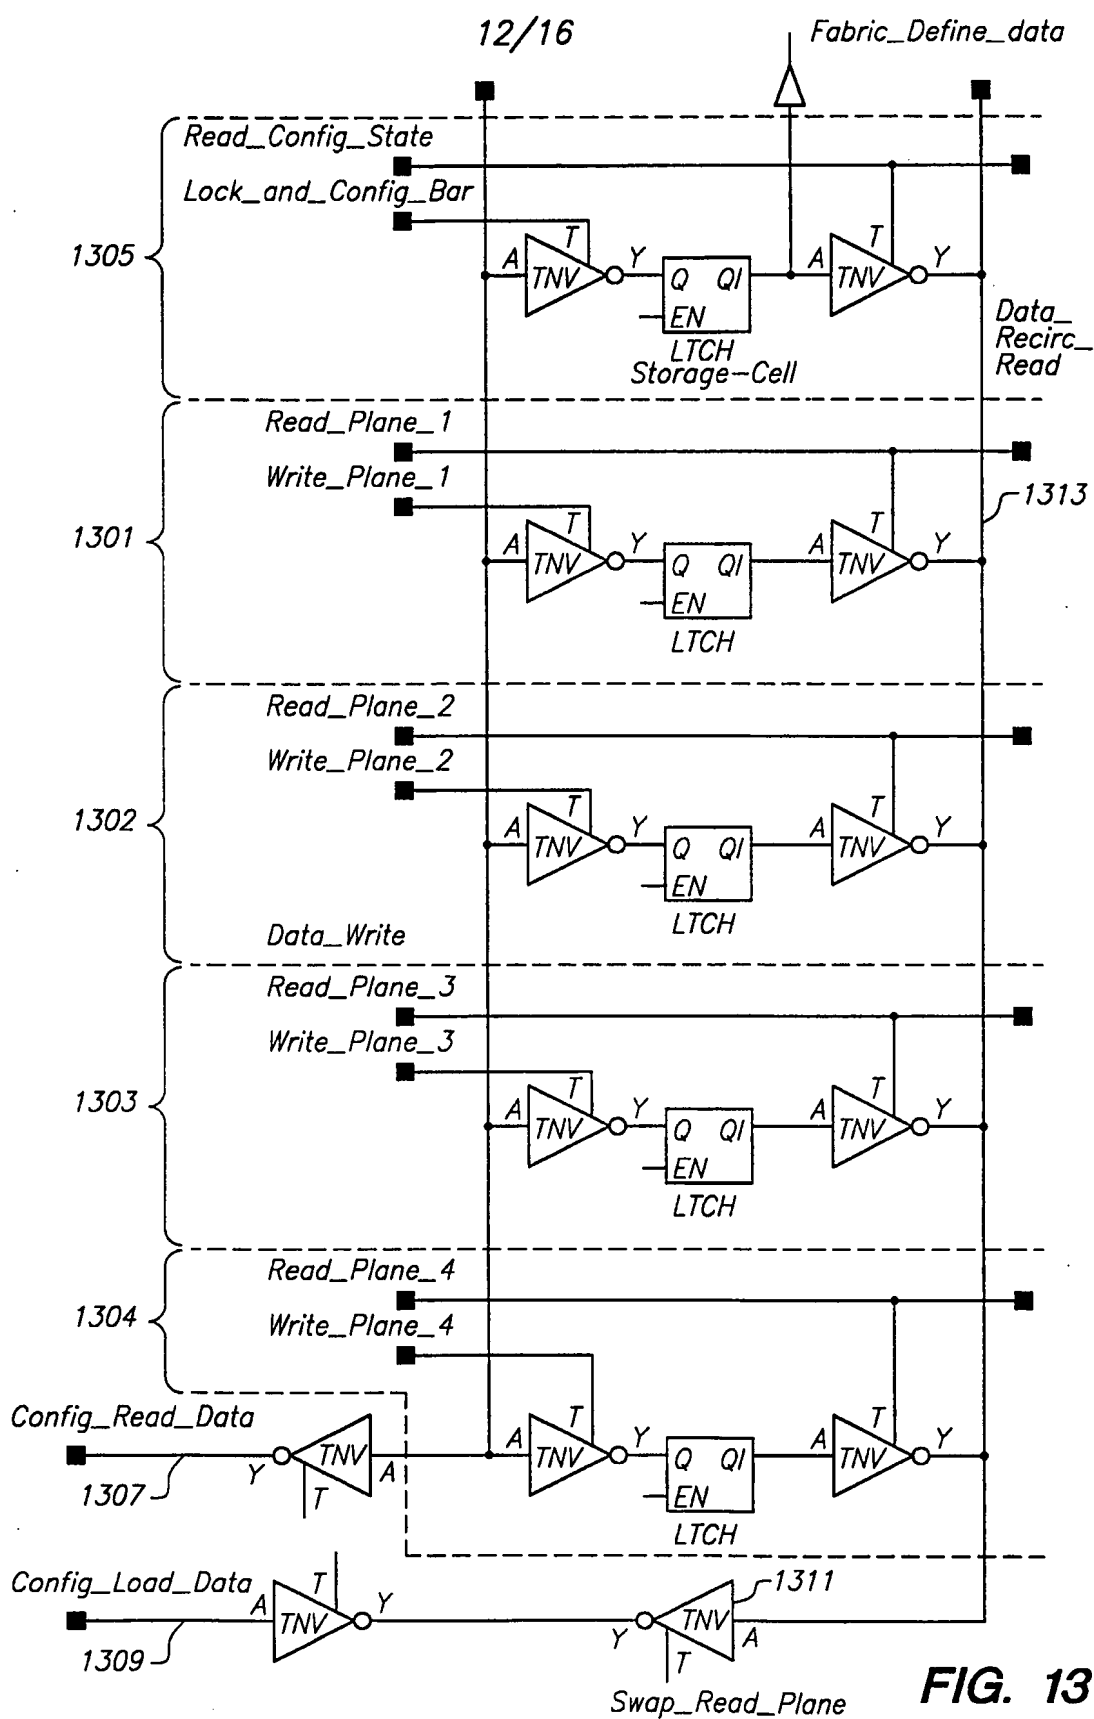 12/16
Fabric_Define_data
Read_Config_State
Lock_and_Config_Bar
1305
T
A TNV Y
Q QI
EN
LTCH
Storage-Cell
T
A TNV Y
Data_
Recirc_
Read
Read_Plane_1
Write_Plane_1
1313
1301
T
A TNV Y
Q QI
EN
LTCH
T
A TNV Y
Read_Plane_2
Write_Plane_2
1302
T
A TNV Y
Q QI
EN
LTCH
T
A TNV Y
Data_Write
Read_Plane_3
Write_Plane_3
1303
T
A TNV Y
Q QI
EN
LTCH
T
A TNV Y
Read_Plane_4
Write_Plane_4
1304
T
A TNV Y
Q QI
EN
LTCH
T
A TNV Y
Config_Read_Data
Y TNV A
T
1307
Config_Load_Data
T
A TNV Y
1309
1311
Y TNV A
T
Swap_Read_Plane
FIG. 13